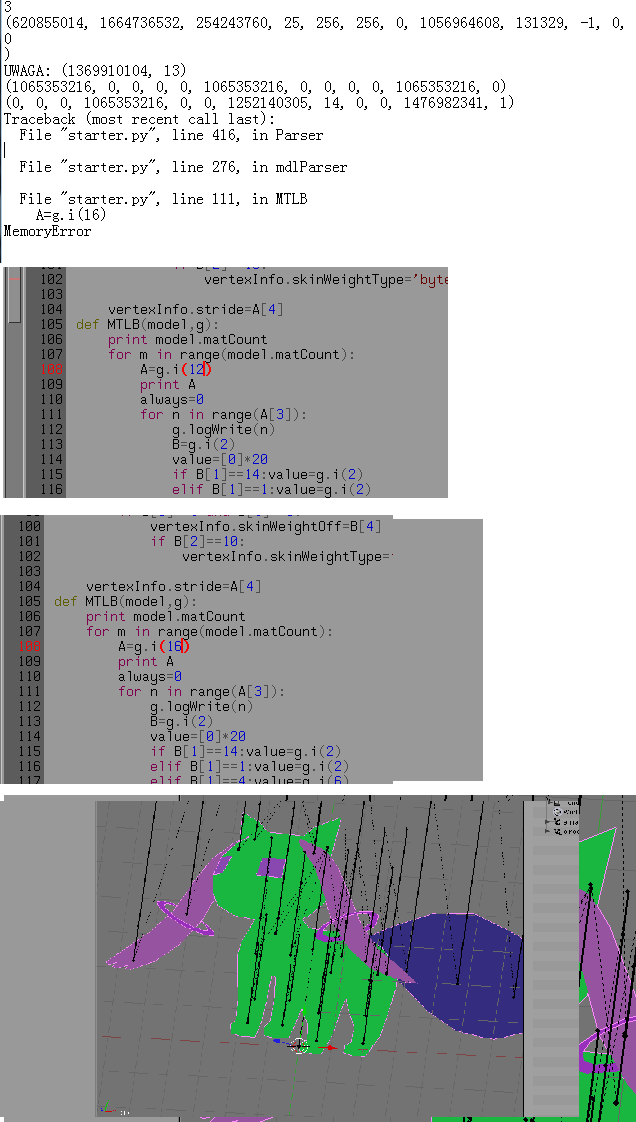 3
(620855014, 1664736532, 254243760, 25, 256, 256, 0, 1056964608, 131329, -1, 0,
0
)
UWAGA: (1369910104, 13)
(1065353216, 0, 0, 0, 0, 1065353216, 0, 0, 0, 0, 1065353216, 0)
(0, 0, 0, 1065353216, 0, 0, 1252140305, 14, 0, 0, 1476982341, 1)
Traceback (most recent call last):
File "starter.py", line 416, in Parser
File "starter.py", line 276, in mdlParser
File "starter.py", line 111, in MTLB
A=g.i(16)
MemoryError
102 vertexInfo.skinWeightType='byte
103
104 vertexInfo.stride=A[4]
105 def MTLB(model,g):
106 print model.matCount
107 for m in range(model.matCount):
108 A=g.i(12)
109 print A
110 always=0
111 for n in range(A[3]):
112 g.logWrite(n)
113 B=g.i(2)
114 value=[0]*20
115 if B[1]==14:value=g.i(2)
116 elif B[1]==1:value=g.i(2)
100 vertexInfo.skinWeightOff=B[4]
101 if B[2]==10:
102 vertexInfo.skinWeightType=
103
104 vertexInfo.stride=A[4]
105 def MTLB(model,g):
106 print model.matCount
107 for m in range(model.matCount):
108 A=g.i(16)
109 print A
110 always=0
111 for n in range(A[3]):
112 g.logWrite(n)
113 B=g.i(2)
114 value=[0]*20
115 if B[1]==14:value=g.i(2)
116 elif B[1]==1:value=g.i(2)
117 elif B[1]==4:value=g.i(6)